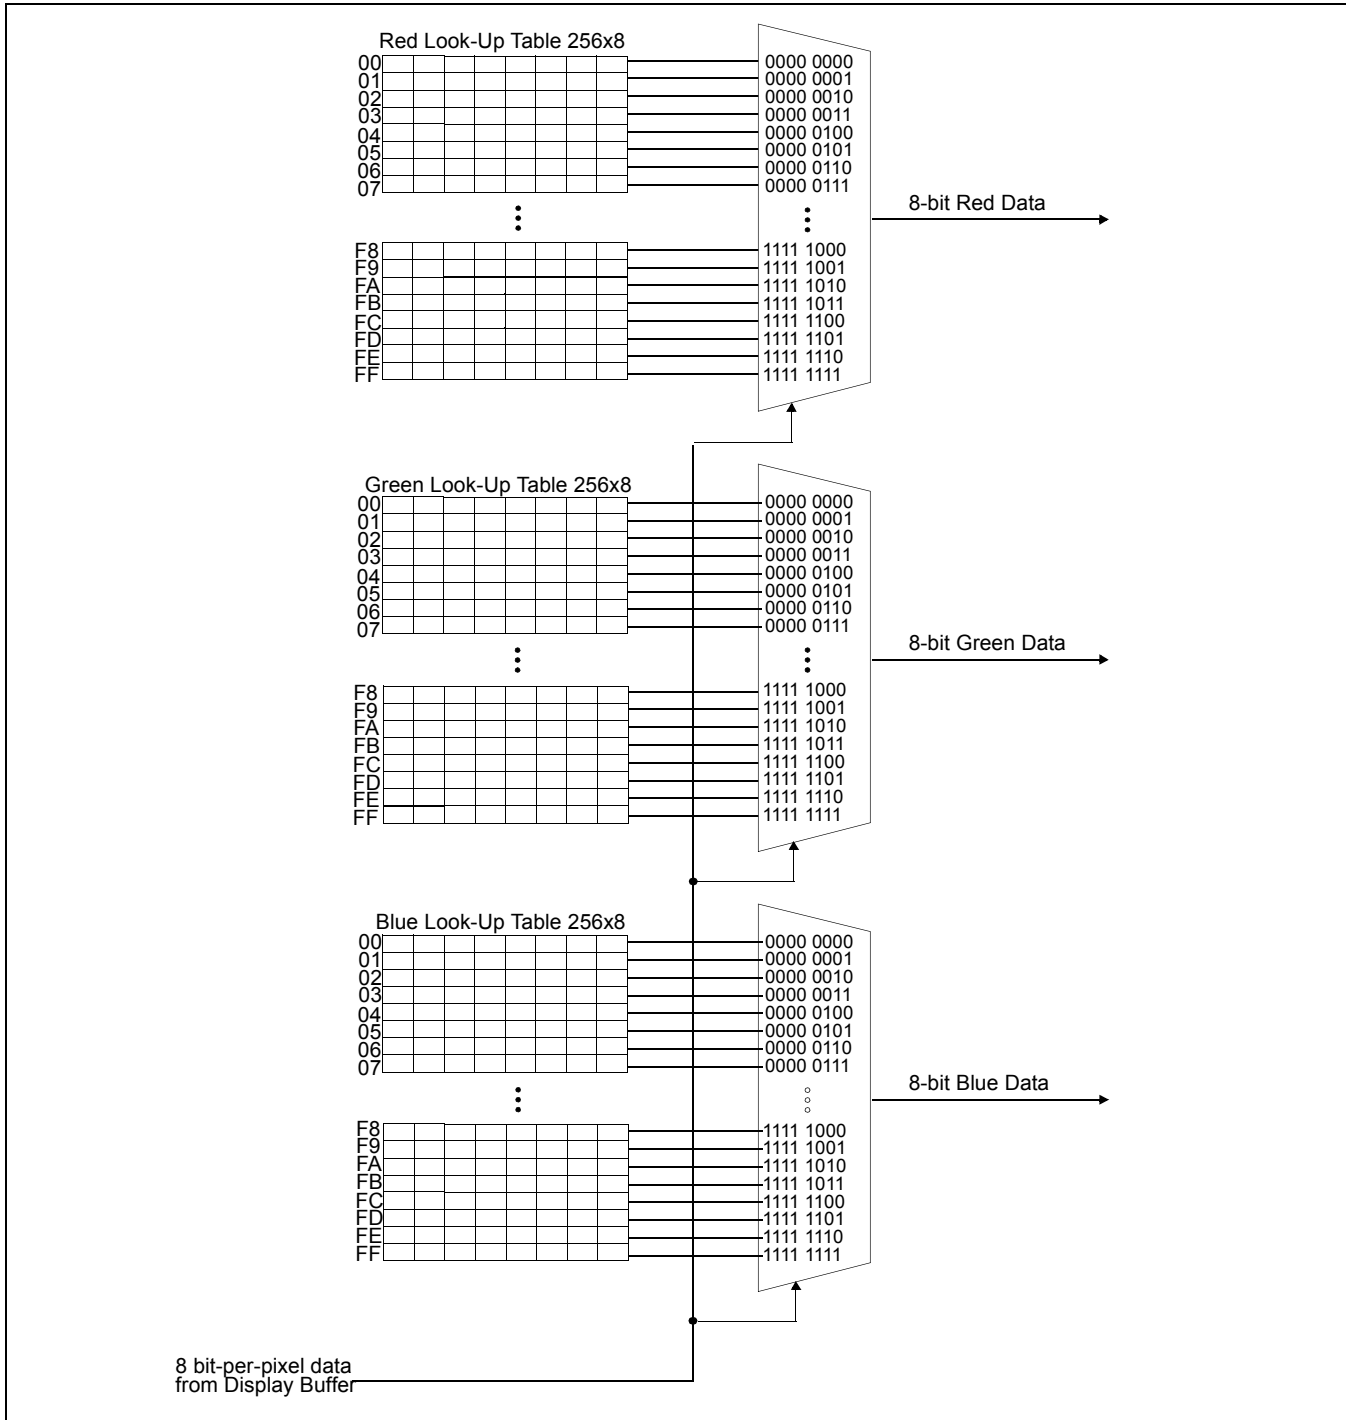 Red Look-Up Table 256x8
00 0000 0000
01 0000 0001
02 0000 0010
03 0000 0011
04 0000 0100
05 0000 0101
06 0000 0110
07 0000 0111
8-bit Red Data
F8 1111 1000
F9 1111 1001
FA 1111 1010
FB 1111 1011
FC 1111 1100
FD 1111 1101
FE 1111 1110
FF 1111 1111
Green Look-Up Table 256x8
00 0000 0000
01 0000 0001
02 0000 0010
03 0000 0011
04 0000 0100
05 0000 0101
06 0000 0110
07 0000 0111
8-bit Green Data
F8 1111 1000
F9 1111 1001
FA 1111 1010
FB 1111 1011
FC 1111 1100
FD 1111 1101
FE 1111 1110
FF 1111 1111
Blue Look-Up Table 256x8
00 0000 0000
01 0000 0001
02 0000 0010
03 0000 0011
04 0000 0100
05 0000 0101
06 0000 0110
07 0000 0111
8-bit Blue Data
F8 1111 1000
F9 1111 1001
FA 1111 1010
FB 1111 1011
FC 1111 1100
FD 1111 1101
FE 1111 1110
FF 1111 1111
8 bit-per-pixel data
from Display Buffer